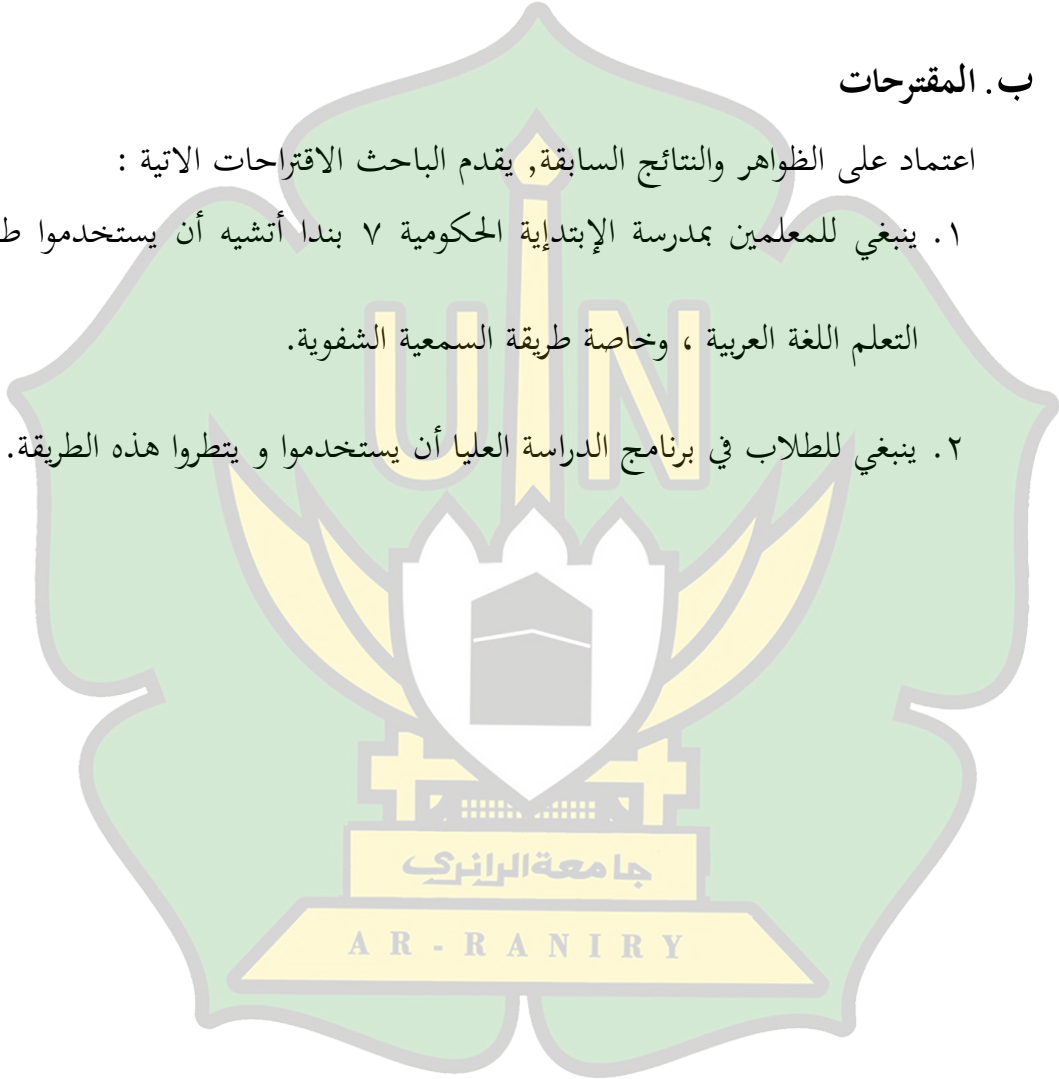 ب. المقترحات
اعتماد على الظواهر والنتائج السابقة, يقدم الباحث الاقتراحات الاتية :
١. ينبغي للمعلمين بمدرسة الإبتدإية الحكومية ٧ بندا أتشيه أن يستخدموا
التعلم اللغة العربية ، وخاصة طريقة السمعية الشفوية.
٢. ينبغي للطلاب في برنامج الدراسة العليا أن يستخدموا و يتطروا هذه الطريقة.
UIN
جامعةالرانري
AR-RANIRY